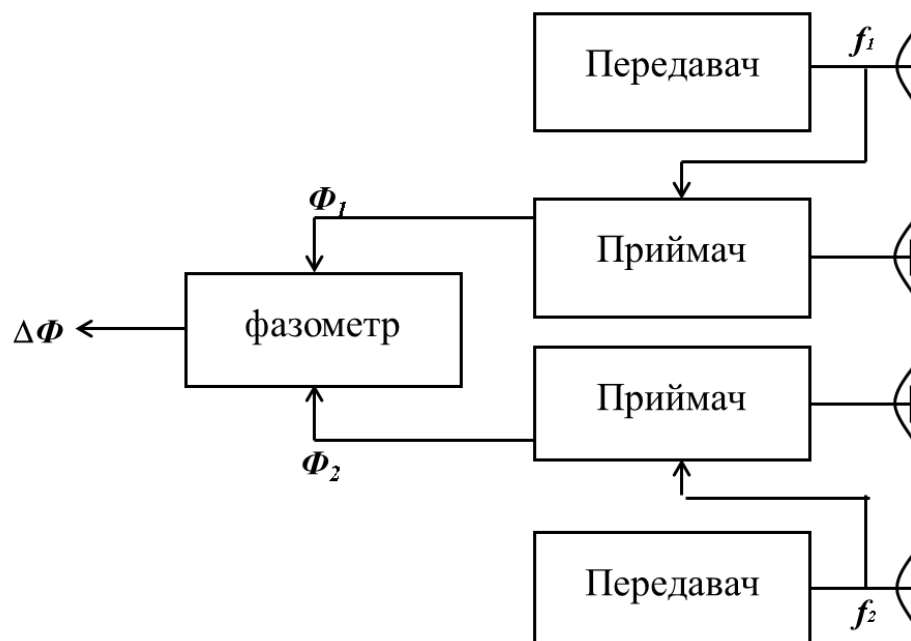 Передавач
f₁
Φ₁
Приймач
фазометр
ΔΦ
Приймач
Φ₂
Передавач
f₂